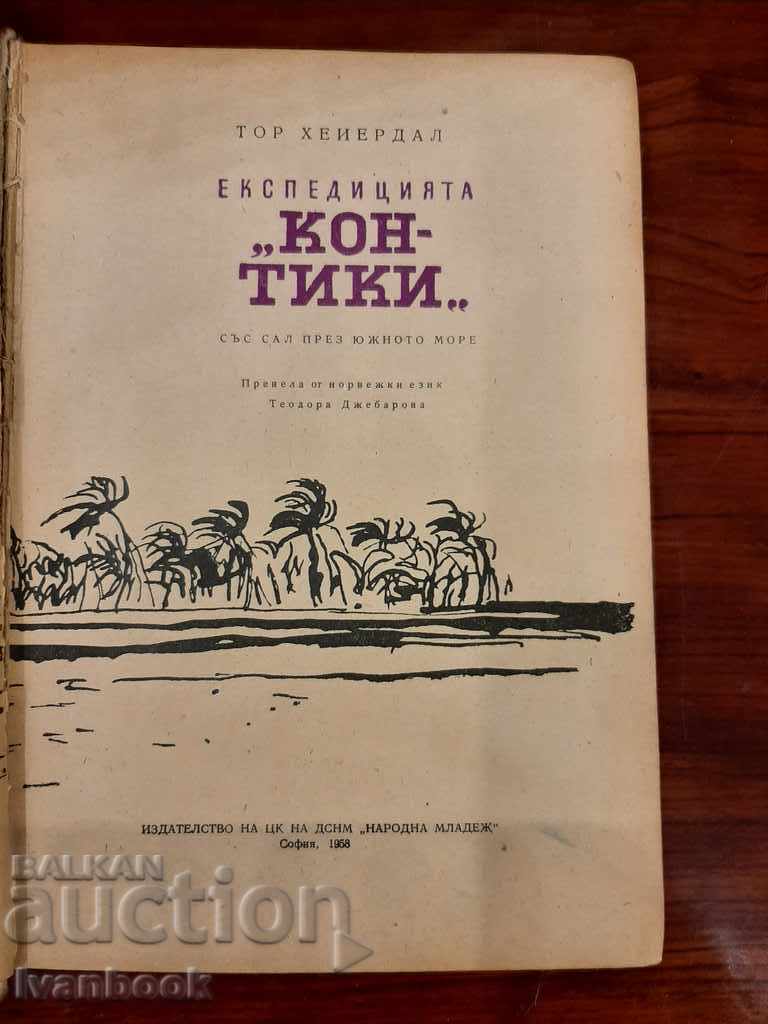 ТОР ХЕИЕРДАЛ
ЕКСПЕДИЦИЯТА
„КОН-
ТИКИ„
СЪС САЛ ПРЕЗ ЮЖНОТО МОРЕ
Превела от норвежки език
Теодора Джебарова
ИЗДАТЕЛСТВО НА ЦК НА ДСНМ „НАРОДНА МЛАДЕЖ“
София, 1958
BALKAN
auction
Ivanbook